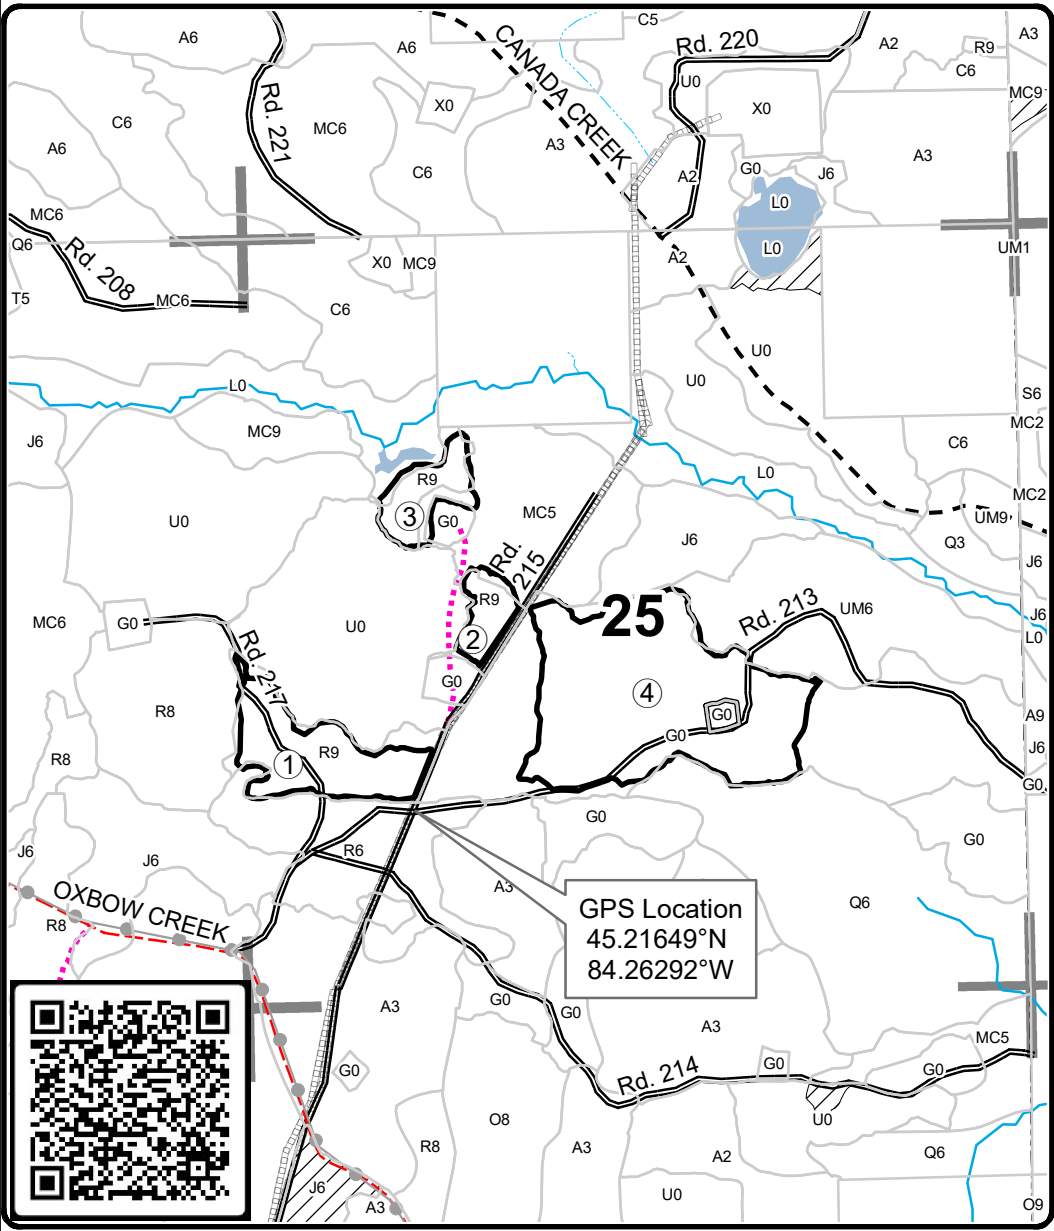 C5
A6
A6
Rd. 220
A2
R9
A3
CANADA CREEK
U0
C6
MC9
Rd. 221
X0
X0
C6
MC6
A3
A3
A6
C6
A2
G0
J6
L0
MC6
Q6
Rd. 208
L0
UM1
X0
MC9
A2
T5
MC6
C6
U0
L0
U0
S6
MC9
MC2
J6
C6
R9
L0
MC2
3
MC5
U0
G0
UM9
J6
Q3
Rd.
215
J6
R9
25
Rd. 213
UM6
J6
MC6
G0
U0
2
L0
Rd. 217
G0
4
R8
G0
A9
R9
G0
J6
R8
1
G0
G0
G0
J6
J6
R6
A3
Q6
OXBOW CREEK
R8
GPS Location
45.21649°N
84.26292°W
A3
G0
G0
A3
MC5
G0
G0
G0
Rd. 214
O8
U0
R8
A3
A2
Q6
J6
U0
A3
O9